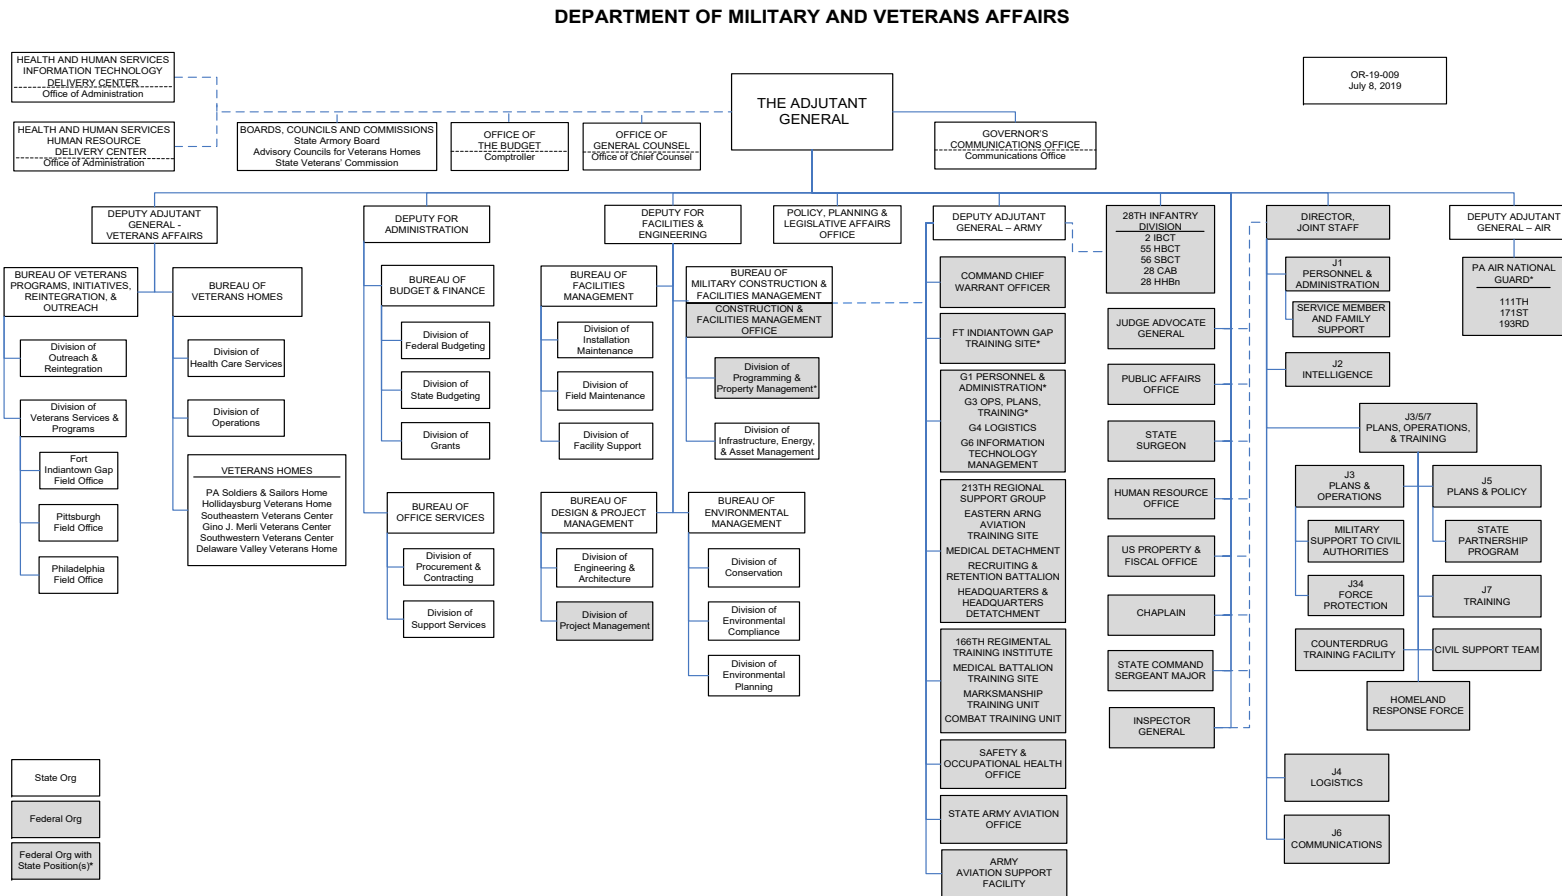 DEPARTMENT OF MILITARY AND VETERANS AFFAIRS
HEALTH AND HUMAN SERVICES
INFORMATION TECHNOLOGY
DELIVERY CENTER
Office of Administration
HEALTH AND HUMAN SERVICES
HUMAN RESOURCE
DELIVERY CENTER
Office of Administration
BOARDS, COUNCILS AND COMMISSIONS
State Armory Board
Advisory Councils for Veterans Homes
State Veterans' Commission
OFFICE OF
THE BUDGET
Comptroller
OFFICE OF
GENERAL COUNSEL
Office of Chief Counsel
THE ADJUTANT
GENERAL
GOVERNOR'S
COMMUNICATIONS OFFICE
Communications Office
OR-19-009
July 8, 2019
DEPUTY ADJUTANT
GENERAL -
VETERANS AFFAIRS
BUREAU OF VETERANS
PROGRAMS, INITIATIVES,
REINTEGRATION, &
OUTREACH
Division of
Outreach &
Reintegration
Division of
Veterans Services &
Programs
Fort
Indiantown Gap
Field Office
Pittsburgh
Field Office
Philadelphia
Field Office
BUREAU OF
VETERANS HOMES
Division of
Health Care Services
Division of
Operations
VETERANS HOMES
PA Soldiers & Sailors Home
Hollidaysburg Veterans Home
Southeastern Veterans Center
Gino J. Merli Veterans Center
Southwestern Veterans Center
Delaware Valley Veterans Home
DEPUTY FOR
ADMINISTRATION
BUREAU OF
BUDGET & FINANCE
Division of
Federal Budgeting
Division of
State Budgeting
Division of
Grants
BUREAU OF
OFFICE SERVICES
Division of
Procurement &
Contracting
Division of
Support Services
DEPUTY FOR
FACILITIES &
ENGINEERING
BUREAU OF
FACILITIES
MANAGEMENT
Division of
Installation
Maintenance
Division of
Field Maintenance
Division of
Facility Support
BUREAU OF
MILITARY CONSTRUCTION &
FACILITIES MANAGEMENT
CONSTRUCTION &
FACILITIES MANAGEMENT
OFFICE
Division of
Programming &
Property Management*
Division of
Infrastructure, Energy,
& Asset Management
BUREAU OF
DESIGN & PROJECT
MANAGEMENT
Division of
Engineering &
Architecture
Division of
Project Management
BUREAU OF
ENVIRONMENTAL
MANAGEMENT
Division of
Conservation
Division of
Environmental
Compliance
Division of
Environmental
Planning
POLICY, PLANNING &
LEGISLATIVE AFFAIRS
OFFICE
DEPUTY ADJUTANT
GENERAL – ARMY
COMMAND CHIEF
WARRANT OFFICER
FT INDIANTOWN GAP
TRAINING SITE*
G1 PERSONNEL &
ADMINISTRATION*
G3 OPS, PLANS,
TRAINING*
G4 LOGISTICS
G6 INFORMATION
TECHNOLOGY
MANAGEMENT
213TH REGIONAL
SUPPORT GROUP
EASTERN ARNG
AVIATION
TRAINING SITE
MEDICAL DETACHMENT
RECRUITING &
RETENTION BATTALION
HEADQUARTERS &
HEADQUARTERS
DETATCHMENT
166TH REGIMENTAL
TRAINING INSTITUTE
MEDICAL BATTALION
TRAINING SITE
MARKSMANSHIP
TRAINING UNIT
COMBAT TRAINING UNIT
SAFETY &
OCCUPATIONAL HEALTH
OFFICE
STATE ARMY AVIATION
OFFICE
ARMY
AVIATION SUPPORT
FACILITY
28TH INFANTRY
DIVISION
2 IBCT
55 HBCT
56 SBCT
28 CAB
28 HHBn
JUDGE ADVOCATE
GENERAL
PUBLIC AFFAIRS
OFFICE
STATE
SURGEON
HUMAN RESOURCE
OFFICE
US PROPERTY &
FISCAL OFFICE
CHAPLAIN
STATE COMMAND
SERGEANT MAJOR
INSPECTOR
GENERAL
DIRECTOR,
JOINT STAFF
J1
PERSONNEL &
ADMINISTRATION
SERVICE MEMBER
AND FAMILY
SUPPORT
J2
INTELLIGENCE
J3/5/7
PLANS, OPERATIONS,
& TRAINING
J3
PLANS &
OPERATIONS
MILITARY
SUPPORT TO CIVIL
AUTHORITIES
J34
FORCE
PROTECTION
COUNTERDRUG
TRAINING FACILITY
J5
PLANS & POLICY
STATE
PARTNERSHIP
PROGRAM
J7
TRAINING
CIVIL SUPPORT TEAM
HOMELAND
RESPONSE FORCE
J4
LOGISTICS
J6
COMMUNICATIONS
DEPUTY ADJUTANT
GENERAL – AIR
PA AIR NATIONAL
GUARD*
111TH
171ST
193RD
State Org
Federal Org
Federal Org with
State Position(s)*